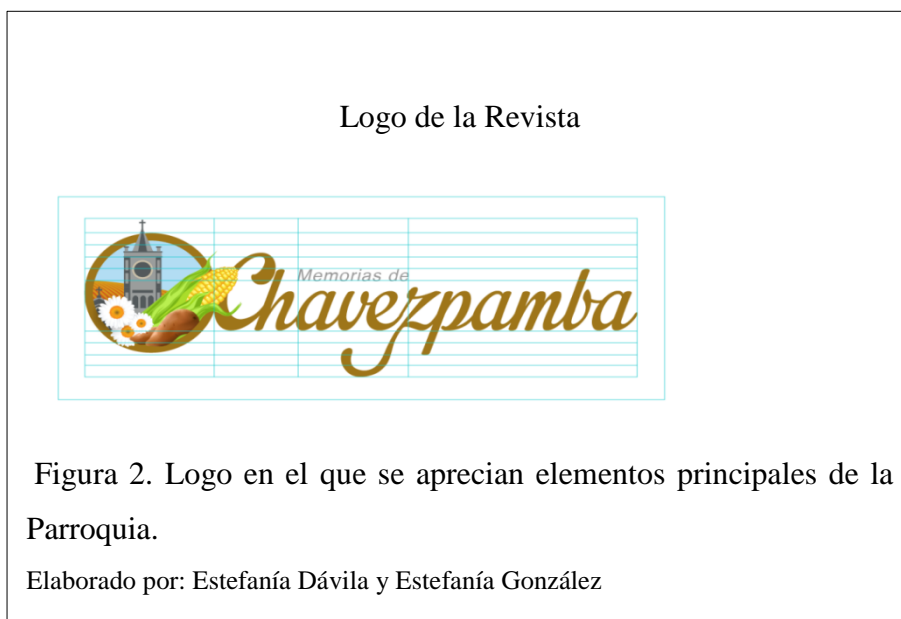 Logo de la Revista
Memorias de
Chavezpamba
Figura 2. Logo en el que se aprecian elementos principales de la
Parroquia.
Elaborado por: Estefanía Dávila y Estefanía González